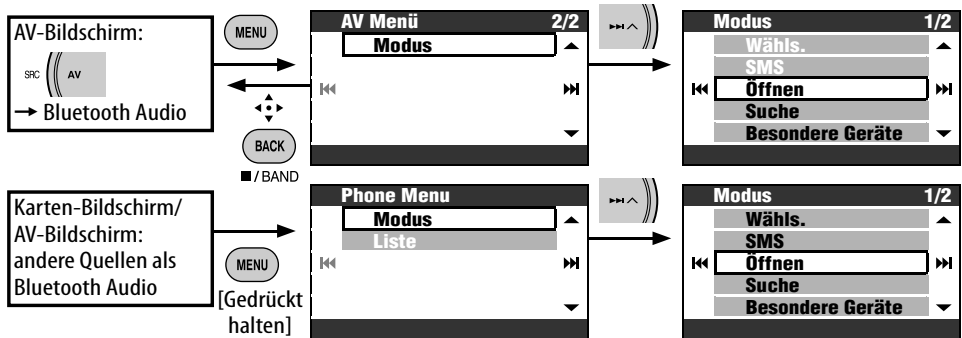 AV-Bildschirm:
SRC AV
→ Bluetooth Audio
MENU
BACK
■/BAND
AV Menü 2/2
Modus
Modus 1/2
Wähls.
SMS
Öffnen
Suche
Besondere Geräte
Karten-Bildschirm/
AV-Bildschirm:
andere Quellen als
Bluetooth Audio
MENU
[Gedrückt
halten]
Phone Menu
Modus
Liste
Modus 1/2
Wähls.
SMS
Öffnen
Suche
Besondere Geräte